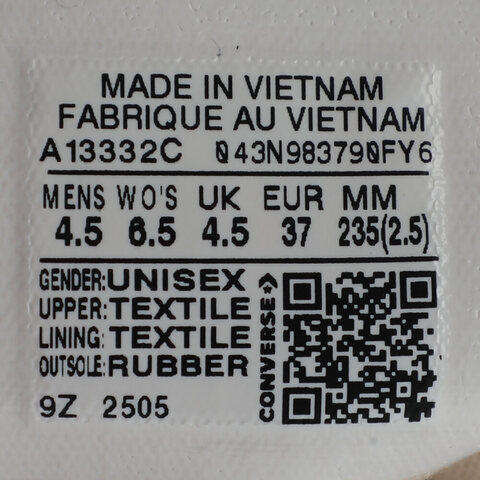 MADE IN VIETNAM
FABRIQUE AU VIETNAM
A13332C 043N983790FY6
MENS WO'S UK EUR MM
4.5 6.5 4.5 37 235(2.5)
GENDER:UNISEX
UPPER:TEXTILE
LINING:TEXTILE
OUTSOLE:RUBBER
9Z 2505
CONVERSE